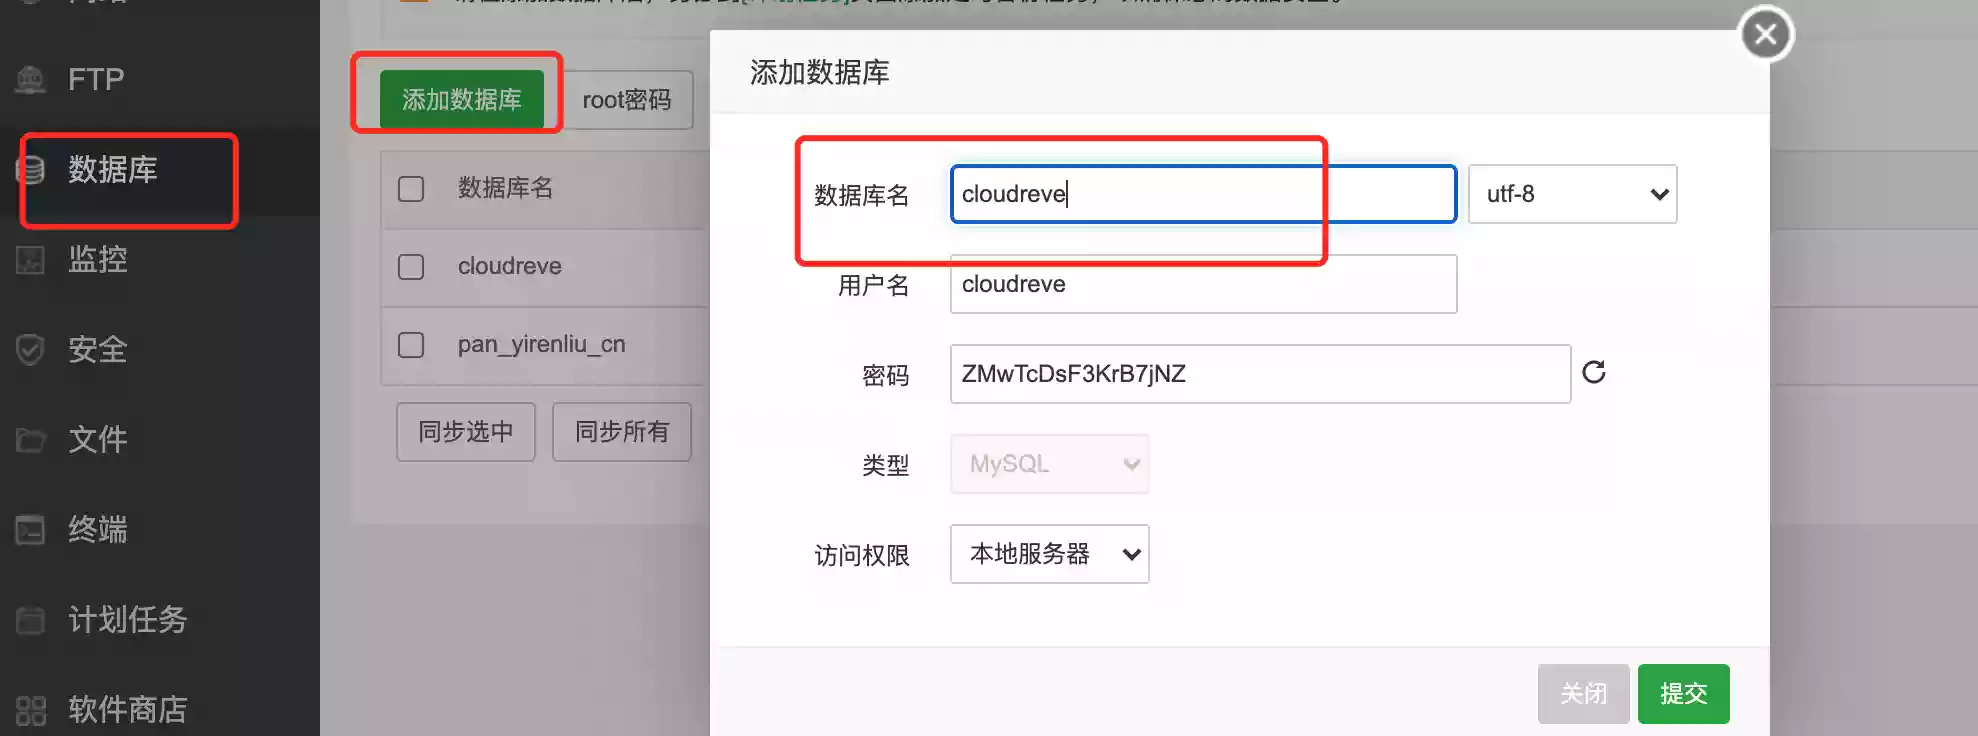 FTP
数据库
监控
安全
文件
终端
计划任务
软件商店
添加数据库
root密码
数据库名
cloudreve
pan_yirenliu_cn
同步选中
同步所有
添加数据库
数据库名 cloudreve utf-8
用户名 cloudreve
密码 ZMwTcDsF3KrB7jNZ
类型 MySQL
访问权限 本地服务器
关闭 提交